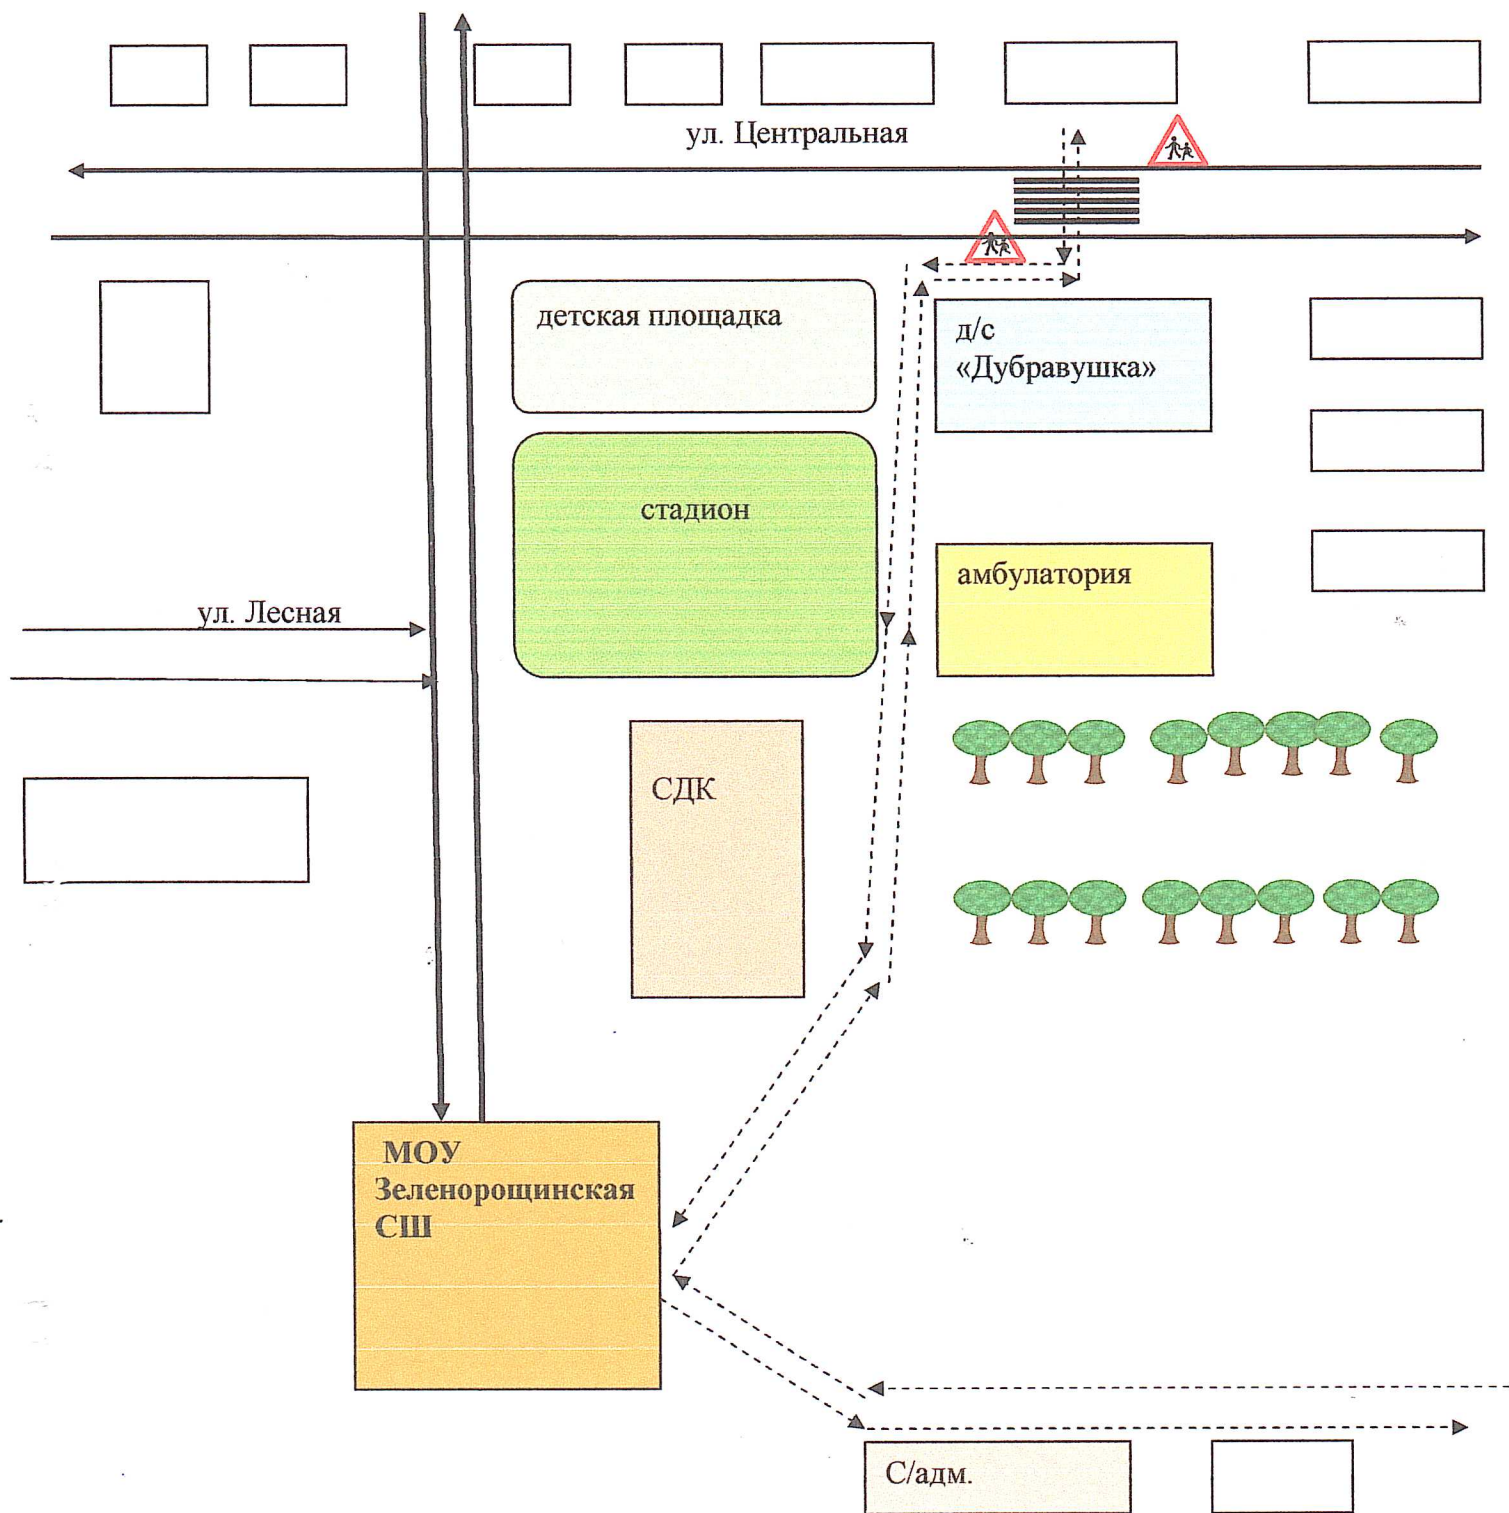 ул. Центральная
детская площадка
д/с
«Дубравушка»
стадион
амбулатория
ул. Лесная
СДК
МОУ
Зеленорощинская
СШ
С/адм.